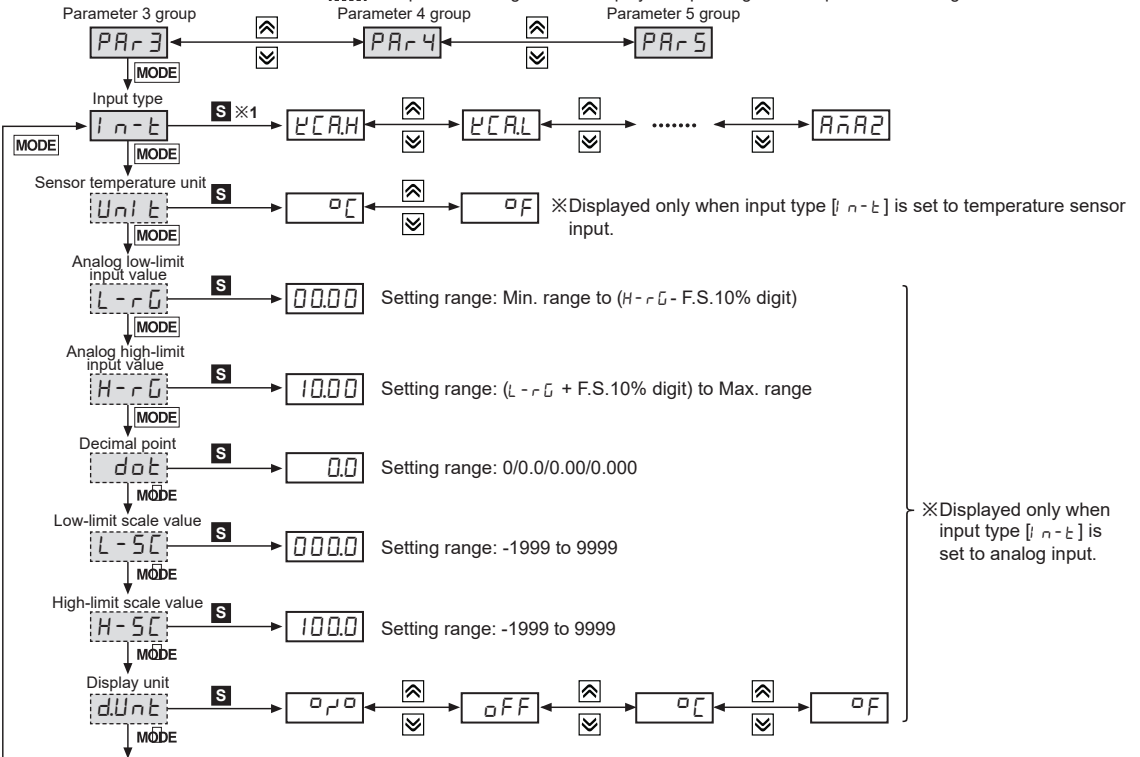 Parameter 3 group Parameter 4 group Parameter 5 group
PAr3 PAr4 PAr5
MODE
Input type
In-t S ※1 KCA.H KCA.L ······· AMA2
MODE MODE
Sensor temperature unit
UnIt S °C °F ※Displayed only when input type [In-t] is set to temperature sensor
input.
MODE
Analog low-limit
input value
L-rG S 00.00 Setting range: Min. range to (H-rG- F.S.10% digit)
MODE
Analog high-limit
input value
H-rG S 10.00 Setting range: (L-rG + F.S.10% digit) to Max. range
MODE
Decimal point
dot S 0.0 Setting range: 0/0.0/0.00/0.000
MODE
Low-limit scale value
L-SC S 000.0 Setting range: -1999 to 9999
MODE
High-limit scale value
H-SC S 100.0 Setting range: -1999 to 9999
MODE
※Displayed only when
input type [In-t] is
set to analog input.
Display unit
d.Unt S o/o oFF °C °F
MODE